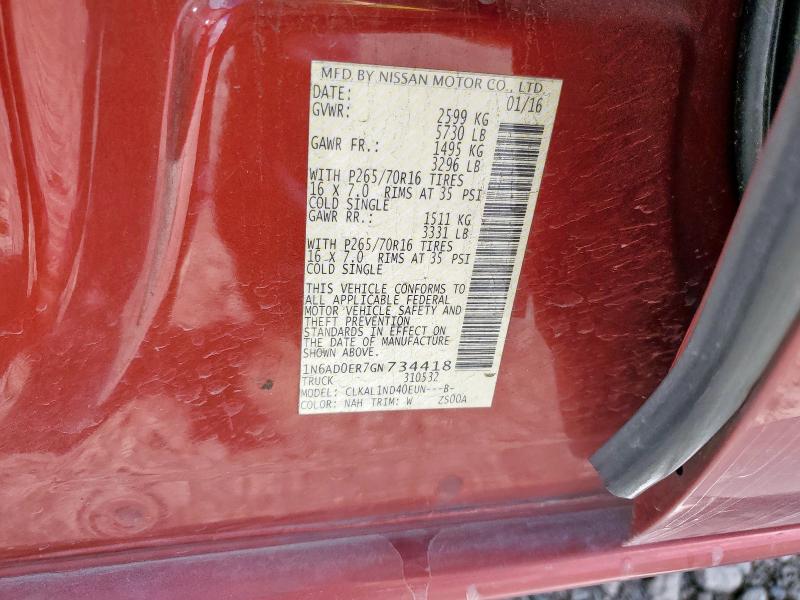 MFD. BY NISSAN MOTOR CO., LTD.
DATE: 01/16
GVWR: 2599 KG
5730 LB
GAWR FR.: 1495 KG
3296 LB
WITH P265/70R16 TIRES
16 X 7.0 RIMS AT 35 PSI
COLD SINGLE
GAWR RR.: 1511 KG
3331 LB
WITH P265/70R16 TIRES
16 X 7.0 RIMS AT 35 PSI
COLD SINGLE
THIS VEHICLE CONFORMS TO
ALL APPLICABLE FEDERAL
MOTOR VEHICLE SAFETY AND
THEFT PREVENTION
STANDARDS IN EFFECT ON
THE DATE OF MANUFACTURE
SHOWN ABOVE.
1N6AD0ER7GN734418
TRUCK 310532
MODEL: CLKAL1ND40EUN---B-
COLOR: NAH TRIM: W ZS00A